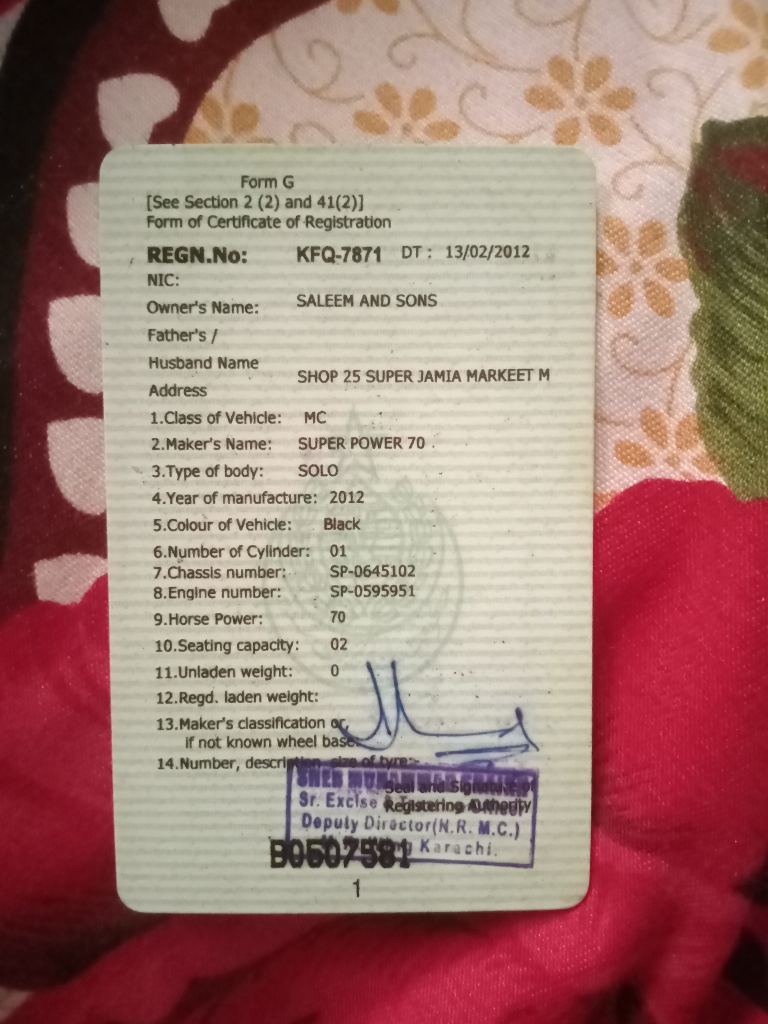 Form G
[See Section 2 (2) and 41(2)]
Form of Certificate of Registration
REGN.No: KFQ-7871 DT : 13/02/2012
NIC:
Owner's Name: SALEEM AND SONS
Father's /
Husband Name
Address SHOP 25 SUPER JAMIA MARKEET M
1.Class of Vehicle: MC
2.Maker's Name: SUPER POWER 70
3.Type of body: SOLO
4.Year of manufacture: 2012
5.Colour of Vehicle: Black
6.Number of Cylinder: 01
7.Chassis number: SP-0645102
8.Engine number: SP-0595951
9.Horse Power: 70
10.Seating capacity: 02
11.Unladen weight: 0
12.Regd. laden weight:
13.Maker's classification or,
if not known wheel base:
14.Number, description, size of tyre:-
Seal and Signature of
Registering Authority
Sr. Excise &
Deputy Director(N.R. M.C.)
Karachi.
B0507581
1